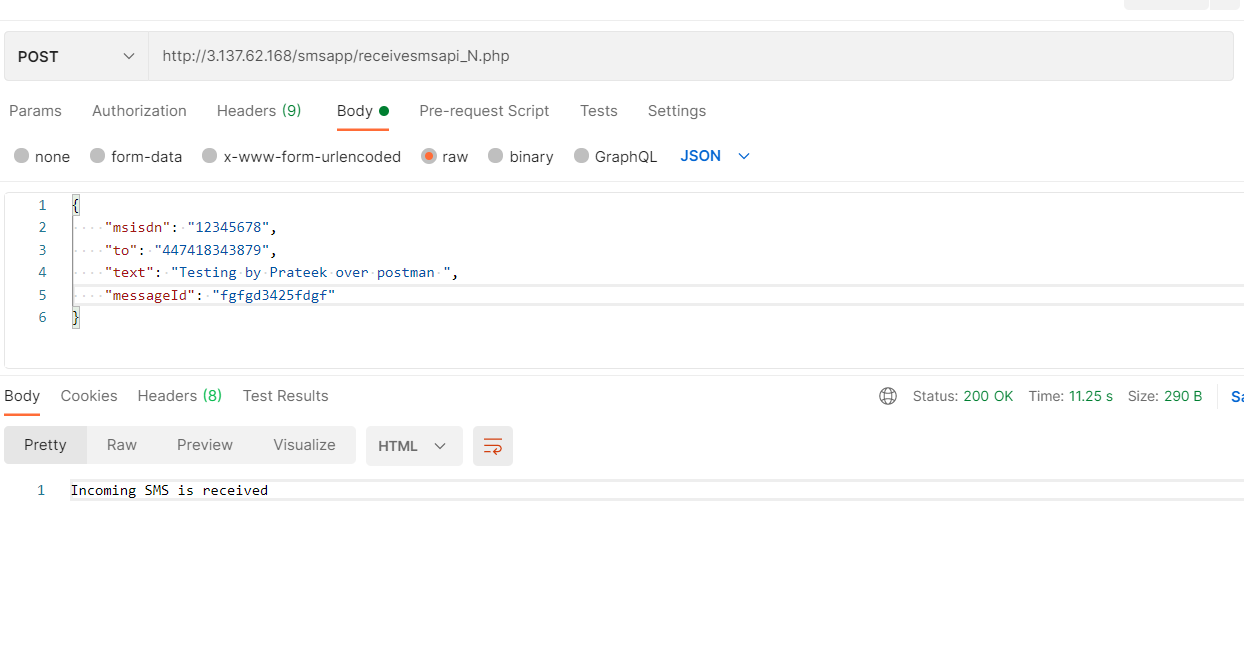 POST http://3.137.62.168/smsapp/receivesmsapi_N.php
Params Authorization Headers (9) Body Pre-request Script Tests Settings
none form-data x-www-form-urlencoded raw binary GraphQL JSON
1 {
2 ····"msisdn":·"12345678",
3 ····"to":·"447418343879",
4 ····"text":·"Testing·by·Prateek·over·postman·",
5 ····"messageId":·"fgfgd3425fdgf"
6 }
Body Cookies Headers (8) Test Results Status: 200 OK Time: 11.25 s Size: 290 B
Pretty Raw Preview Visualize HTML
1 Incoming SMS is received